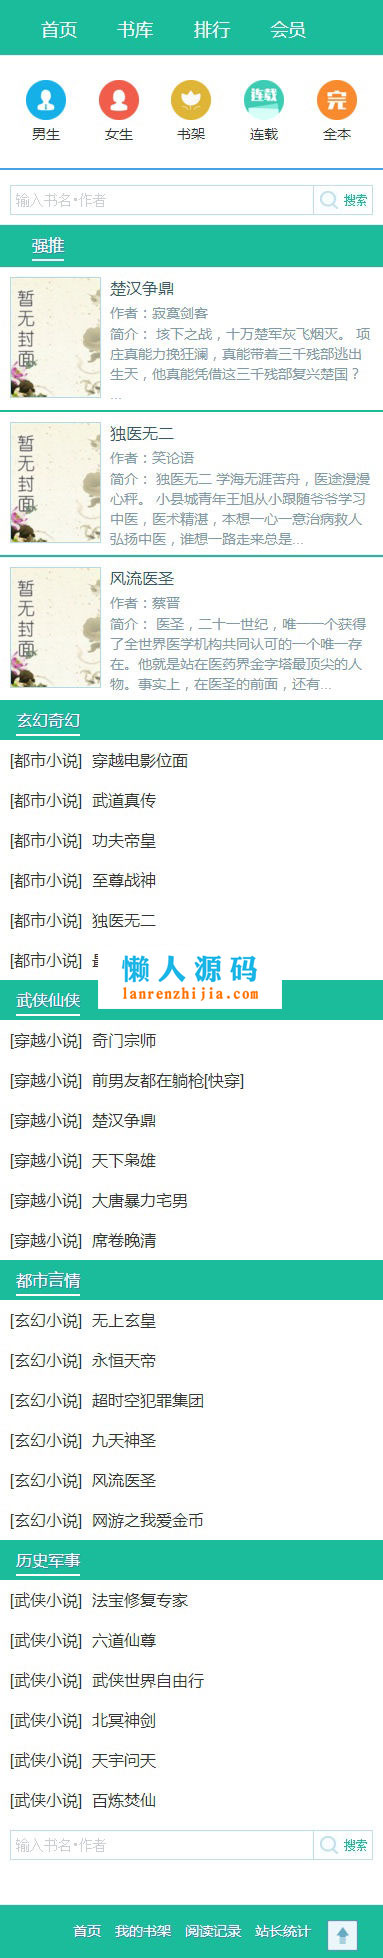 首页 书库 排行 会员
连载 完
男生 女生 书架 连载 全本
输入书名•作者 搜索
强推
暂无封面
楚汉争鼎
作者：寂寞剑客
简介： 垓下之战，十万楚军灰飞烟灭。 项
庄真能力挽狂澜，真能带着三千残部逃出
生天，他真能凭借这三千残部复兴楚国？
...
暂无封面
独医无二
作者：笑论语
简介： 独医无二 学海无涯苦舟，医途漫漫
心秤。 小县城青年王旭从小跟随爷爷学习
中医，医术精湛，本想一心一意治病救人
弘扬中医，谁想一路走来总是...
暂无封面
风流医圣
作者：蔡晋
简介： 医圣，二十一世纪，唯一一个获得
了全世界医学机构共同认可的一个唯一存
在。他就是站在医药界金字塔最顶尖的人
物。事实上，在医圣的前面，还有...
玄幻奇幻
[都市小说] 穿越电影位面
[都市小说] 武道真传
[都市小说] 功夫帝皇
[都市小说] 至尊战神
[都市小说] 独医无二
[都市小说]
懒人源码
lanrenzhijia.com
武侠仙侠
[穿越小说] 奇门宗师
[穿越小说] 前男友都在躺枪[快穿]
[穿越小说] 楚汉争鼎
[穿越小说] 天下枭雄
[穿越小说] 大唐暴力宅男
[穿越小说] 席卷晚清
都市言情
[玄幻小说] 无上玄皇
[玄幻小说] 永恒天帝
[玄幻小说] 超时空犯罪集团
[玄幻小说] 九天神圣
[玄幻小说] 风流医圣
[玄幻小说] 网游之我爱金币
历史军事
[武侠小说] 法宝修复专家
[武侠小说] 六道仙尊
[武侠小说] 武侠世界自由行
[武侠小说] 北冥神剑
[武侠小说] 天宇问天
[武侠小说] 百炼焚仙
输入书名•作者 搜索
首页 我的书架 阅读记录 站长统计